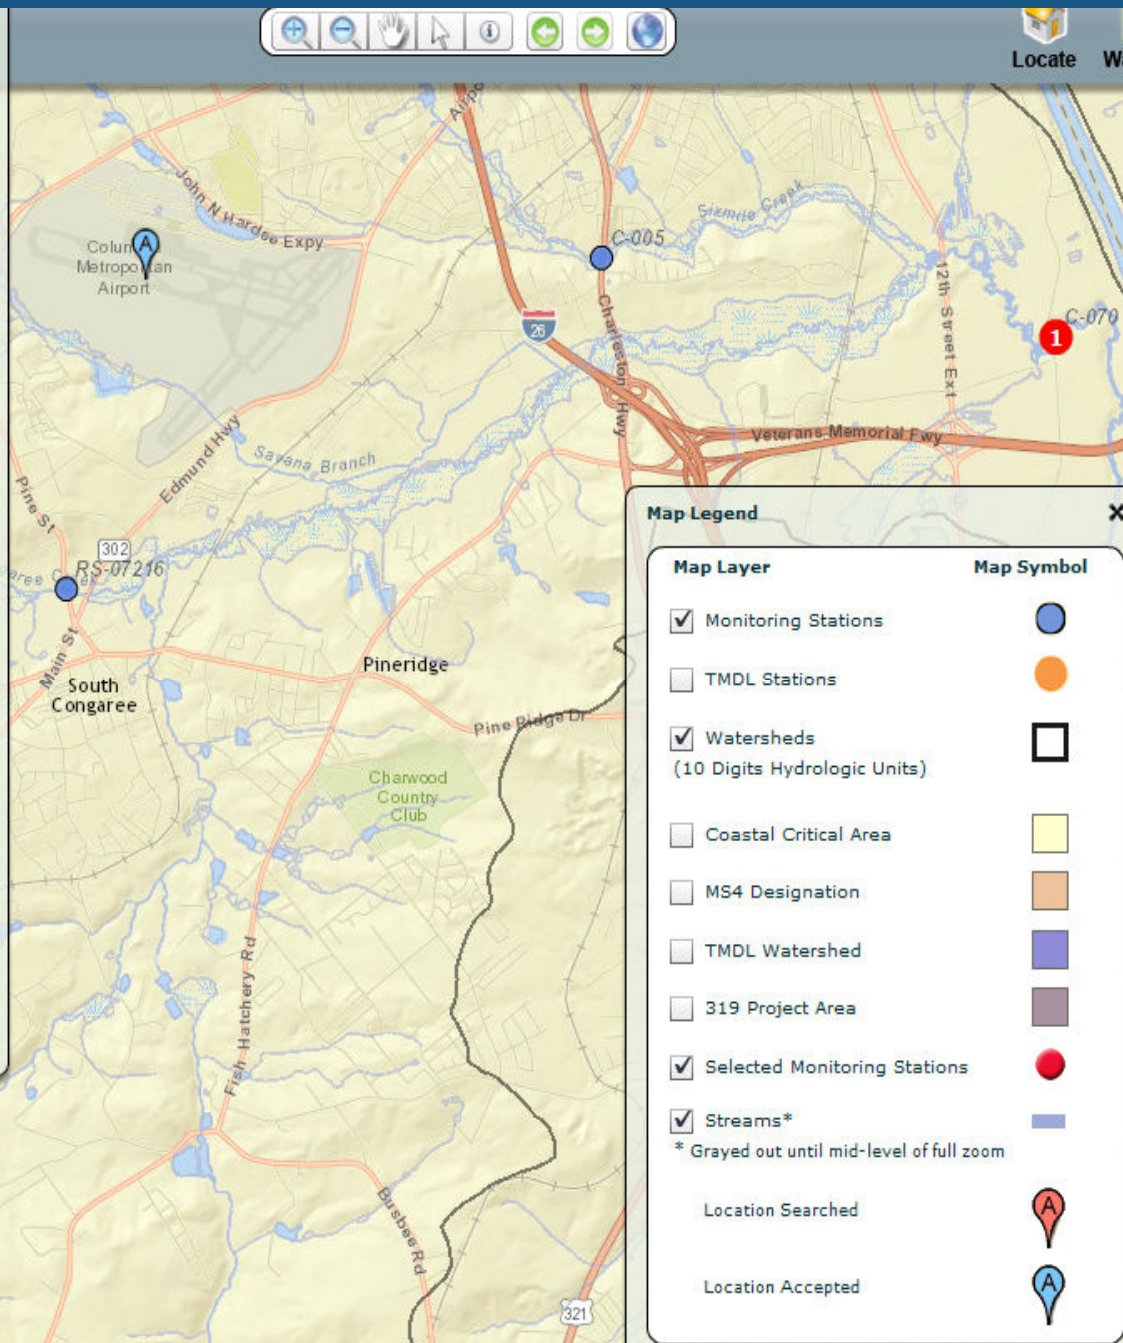 Locate
Airpo
John N Hardee Expy
Sixmile Creek
C-005
Metropolitan
Airport
A
26
Charleston Hwy
12th Street Ext
C-070
1
Veterans Memorial Fwy
Edmund Hwy
Savana Branch
Pine St
302
RS-07216
Main St
South
Congaree
Pineridge
Pine Ridge Dr
Charwood
Country
Club
Fish Hatchery Rd
Busbee Rd
321
Map Legend
Map Layer Map Symbol
Monitoring Stations
TMDL Stations
Watersheds
(10 Digits Hydrologic Units)
Coastal Critical Area
MS4 Designation
TMDL Watershed
319 Project Area
Selected Monitoring Stations
Streams*
* Grayed out until mid-level of full zoom
Location Searched A
Location Accepted A